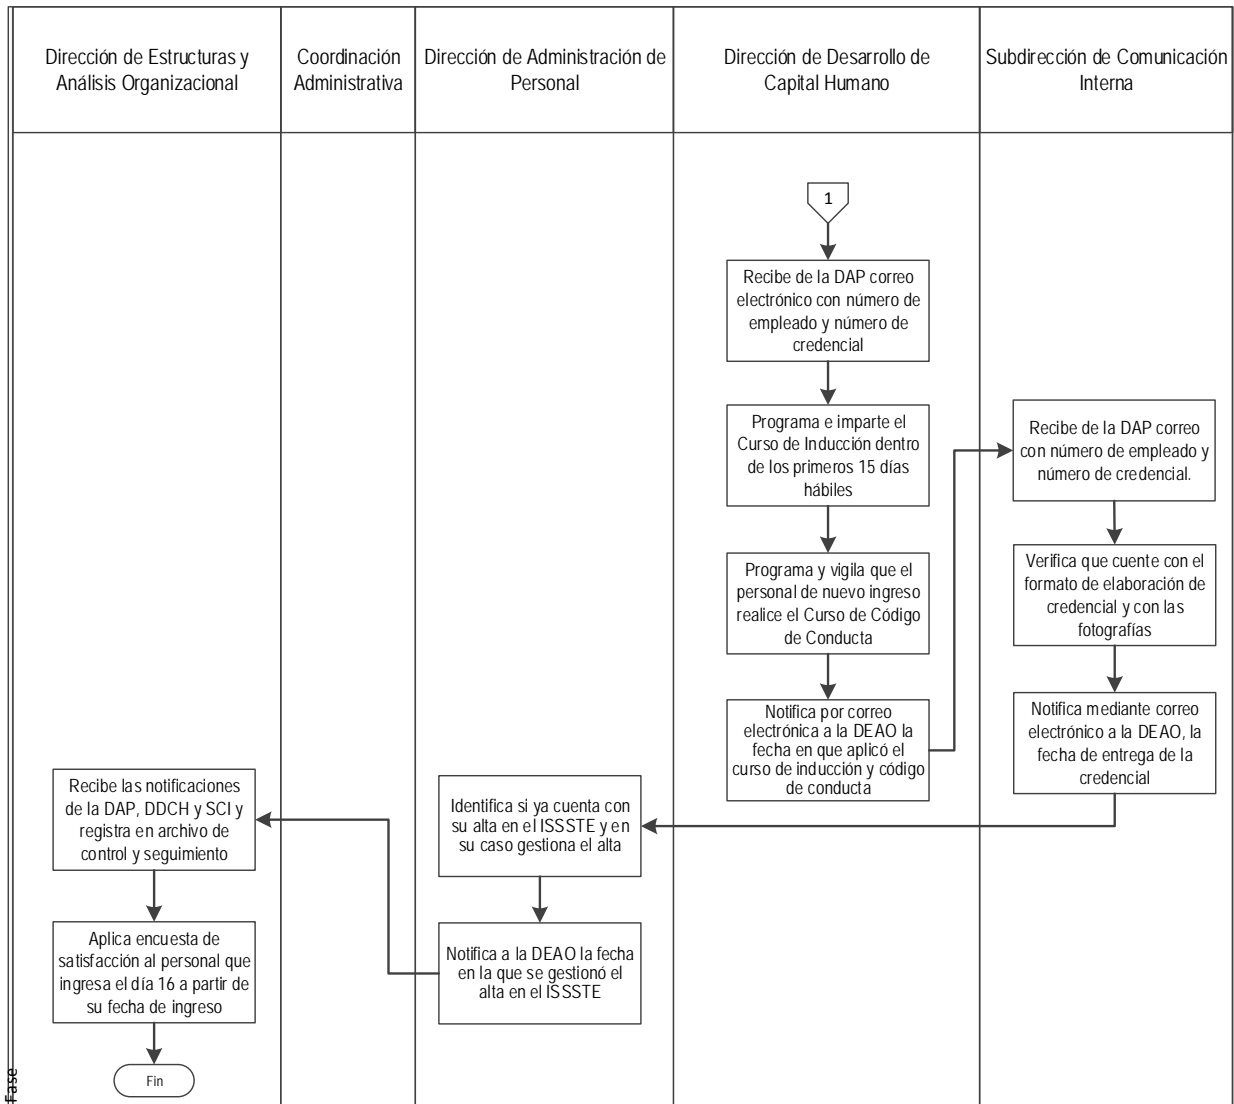 Dirección de Estructuras y
Análisis Organizacional
Coordinación
Administrativa
Dirección de Administración de
Personal
Dirección de Desarrollo de
Capital Humano
Subdirección de Comunicación
Interna
1
Recibe de la DAP correo
electrónico con número de
empleado y número de
credencial
Programa e imparte el
Curso de Inducción dentro
de los primeros 15 días
hábiles
Programa y vigila que el
personal de nuevo ingreso
realice el Curso de Código
de Conducta
Notifica por correo
electrónica a la DEAO la
fecha en que aplicó el
curso de inducción y código
de conducta
Recibe de la DAP correo
con número de empleado y
número de credencial.
Verifica que cuente con el
formato de elaboración de
credencial y con las
fotografías
Notifica mediante correo
electrónico a la DEAO, la
fecha de entrega de la
credencial
Identifica si ya cuenta con
su alta en el ISSSTE y en
su caso gestiona el alta
Notifica a la DEAO la fecha
en la que se gestionó el
alta en el ISSSTE
Recibe las notificaciones
de la DAP, DDCH y SCI y
registra en archivo de
control y seguimiento
Aplica encuesta de
satisfacción al personal que
ingresa el día 16 a partir de
su fecha de ingreso
Fin
Fase